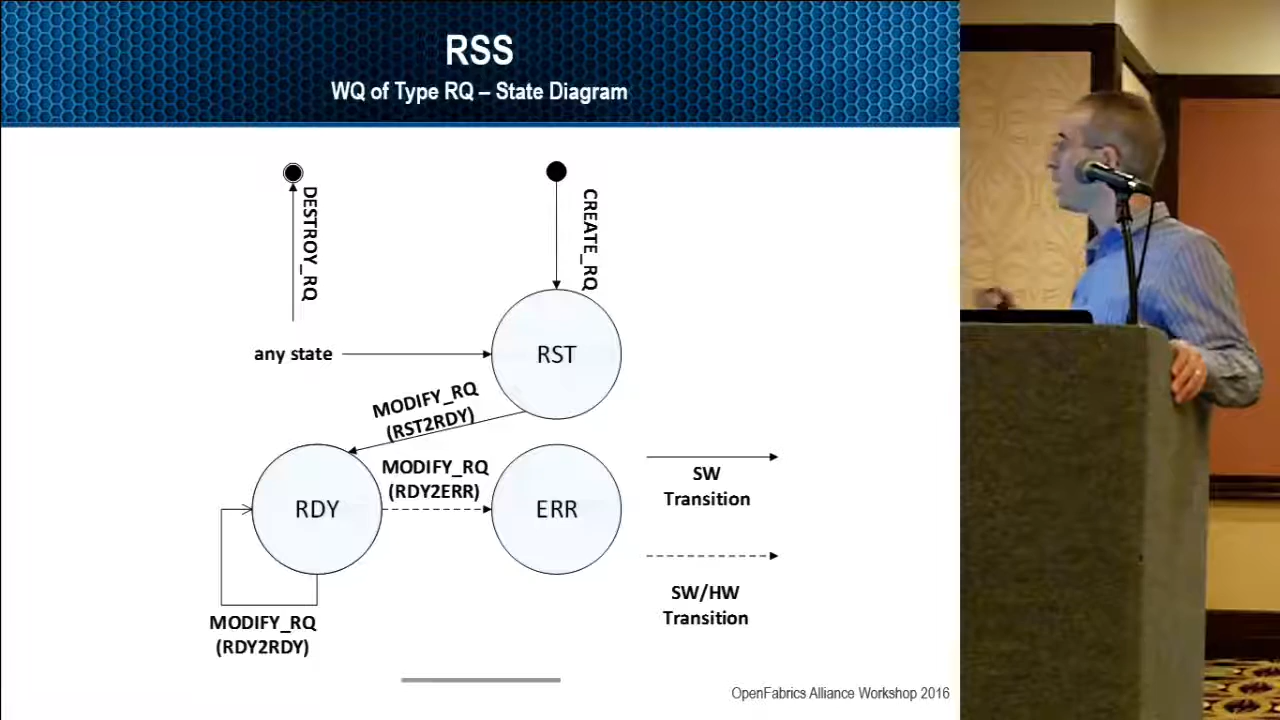 RSS
WQ of Type RQ – State Diagram
DESTROY_RQ
CREATE_RQ
any state
RST
MODIFY_RQ
(RST2RDY)
MODIFY_RQ
(RDY2ERR)
RDY
ERR
SW
Transition
SW/HW
Transition
MODIFY_RQ
(RDY2RDY)
OpenFabrics Alliance Workshop 2016